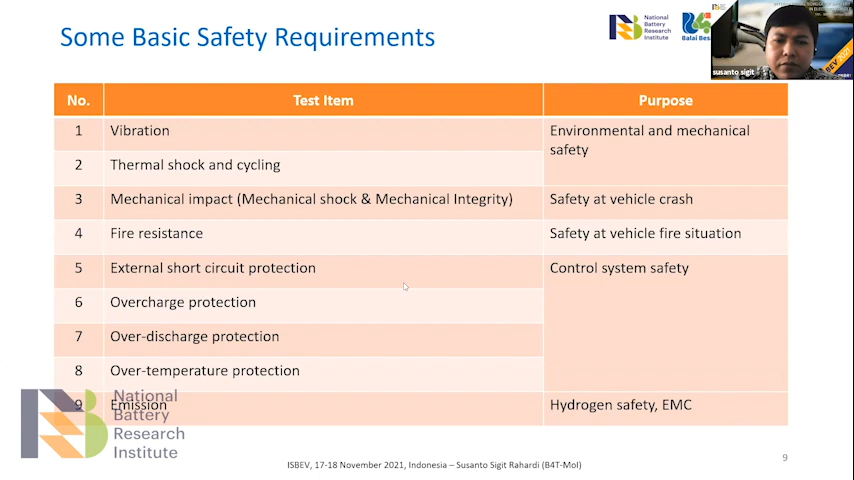 Some Basic Safety Requirements
National
Battery
Research
Institute
Balai Bes
susanto sigit
No. Test Item Purpose
1 Vibration Environmental and mechanical safety
2 Thermal shock and cycling
3 Mechanical impact (Mechanical shock & Mechanical Integrity) Safety at vehicle crash
4 Fire resistance Safety at vehicle fire situation
5 External short circuit protection Control system safety
6 Overcharge protection
7 Over-discharge protection
8 Over-temperature protection
9 Emission Hydrogen safety, EMC
National
Battery
Research
Institute
ISBEV, 17-18 November 2021, Indonesia – Susanto Sigit Rahardi (B4T-MoI)
9